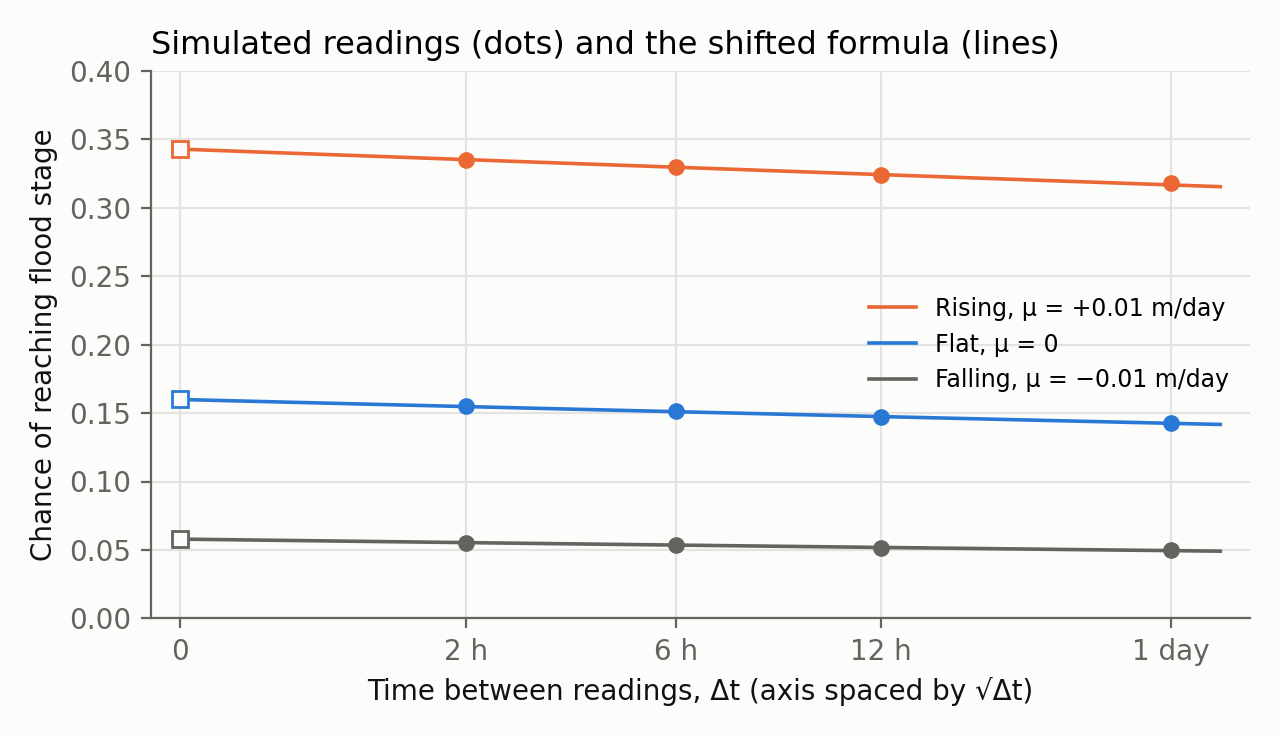 Simulated readings (dots) and the shifted formula (lines)
Chance of reaching flood stage
0.40
0.35
0.30
0.25
0.20
0.15
0.10
0.05
0.00
Rising, μ = +0.01 m/day
Flat, μ = 0
Falling, μ = −0.01 m/day
0 2 h 6 h 12 h 1 day
Time between readings, Δt (axis spaced by √Δt)